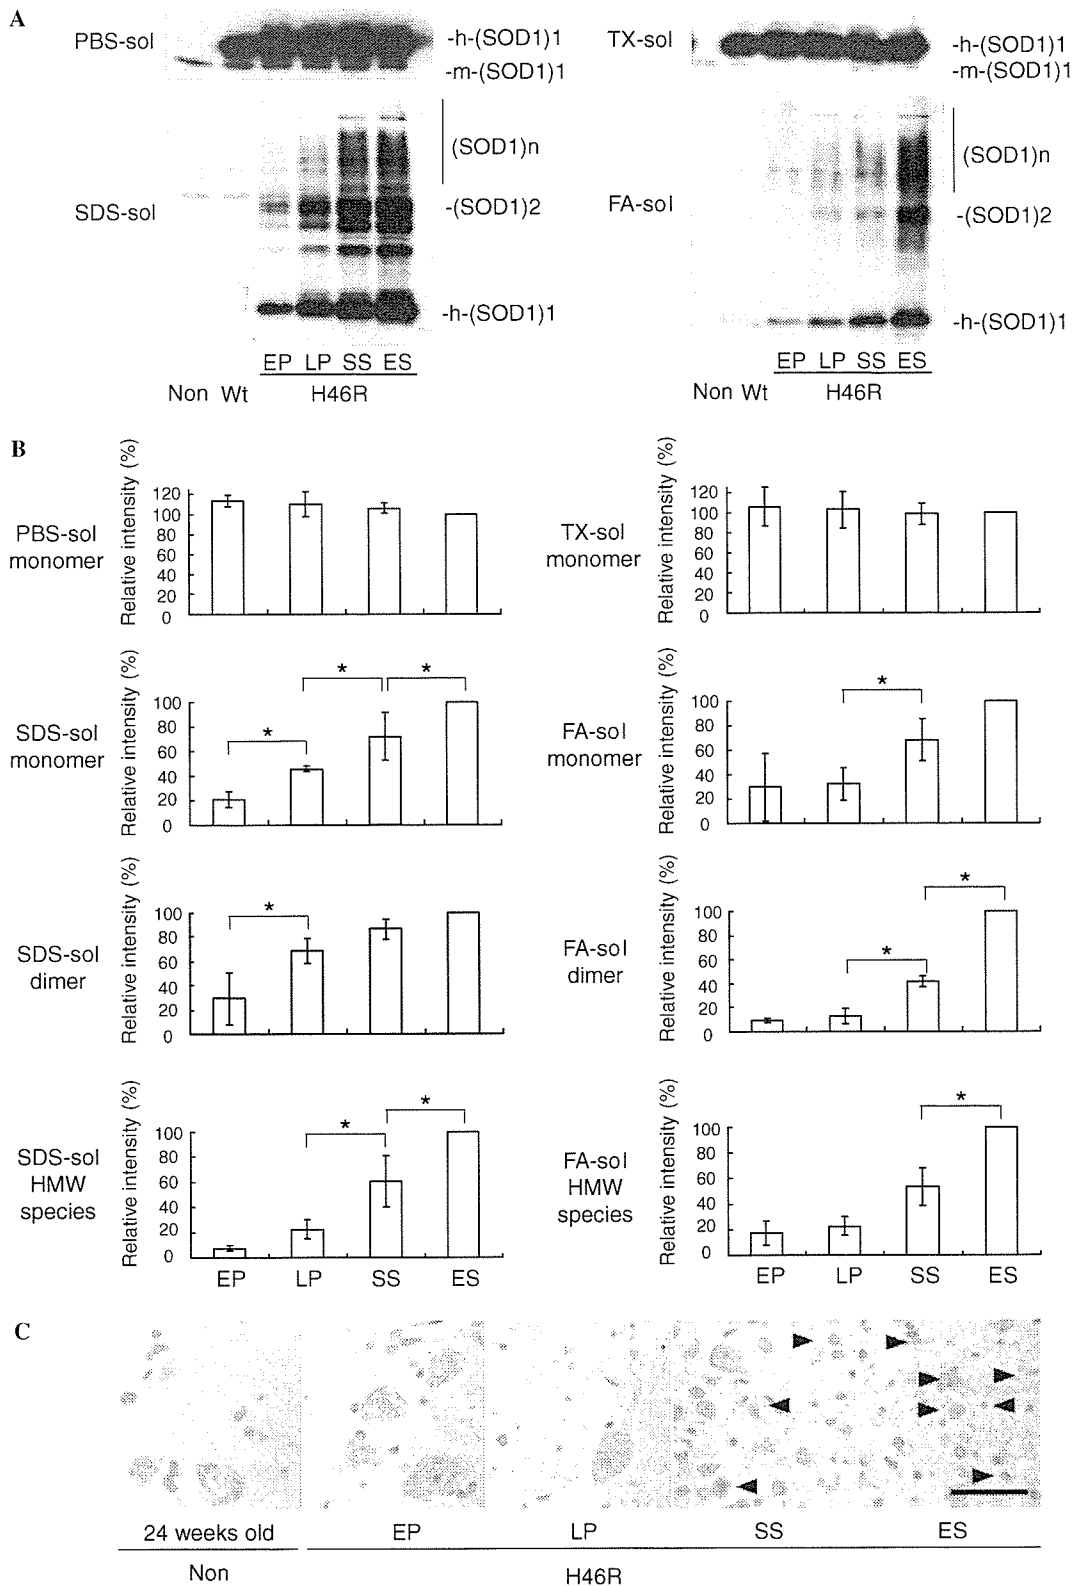 A
PBS-sol
-h-(SOD1)1
-m-(SOD1)1
(SOD1)n
SDS-sol
-(SOD1)2
-h-(SOD1)1
EP LP SS ES
Non Wt H46R
TX-sol
-h-(SOD1)1
-m-(SOD1)1
(SOD1)n
FA-sol
-(SOD1)2
-h-(SOD1)1
EP LP SS ES
Non Wt H46R
B
PBS-sol
monomer
Relative intensity (%)
120
100
80
60
40
20
0
TX-sol
monomer
Relative intensity (%)
120
100
80
60
40
20
0
SDS-sol
monomer
Relative intensity (%)
100
80
60
40
20
0
* * *
FA-sol
monomer
Relative intensity (%)
100
80
60
40
20
0
*
SDS-sol
dimer
Relative intensity (%)
100
80
60
40
20
0
*
FA-sol
dimer
Relative intensity (%)
100
80
60
40
20
0
* *
SDS-sol
HMW
species
Relative intensity (%)
100
80
60
40
20
0
* *
EP LP SS ES
FA-sol
HMW
species
Relative intensity (%)
100
80
60
40
20
0
*
EP LP SS ES
C
24 weeks old EP LP SS ES
Non H46R